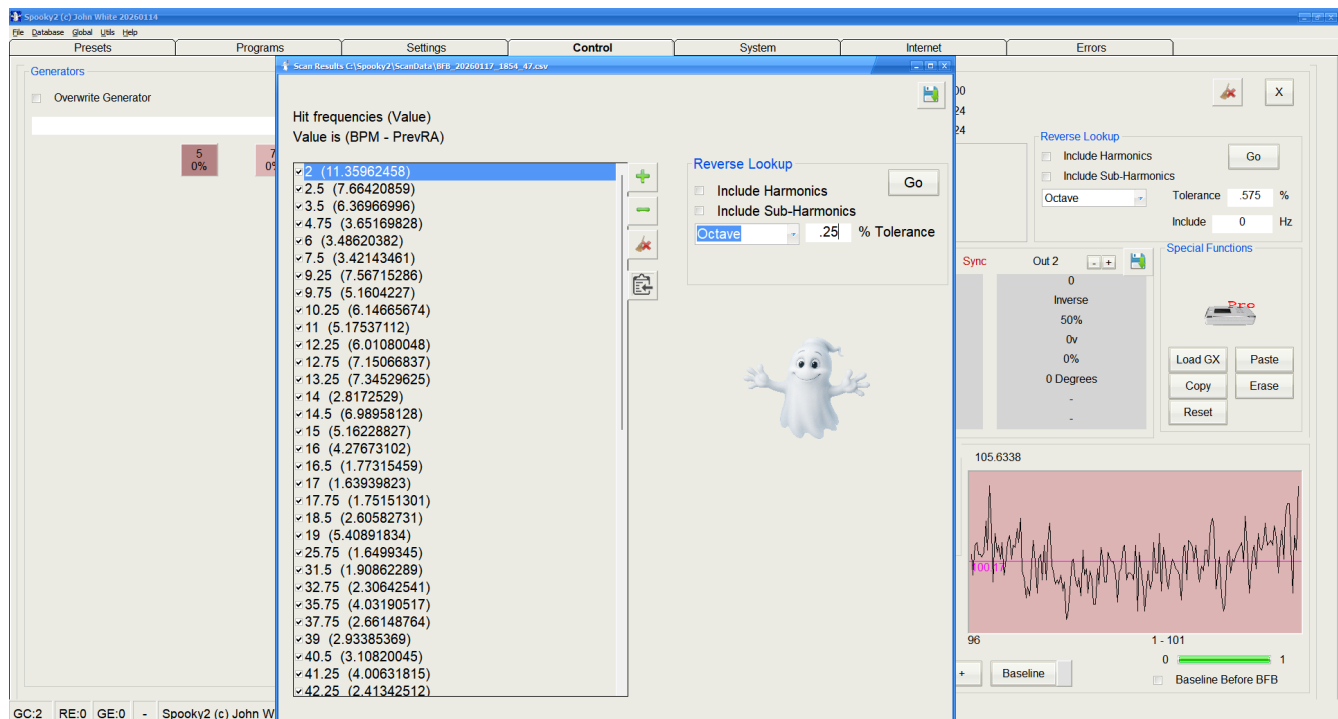 Spooky2 (c) John White 20260114
File Database Global Utils Help
Presets Programs Settings Control System Internet Errors
Generators
Overwrite Generator
5
0%
7
Scan Results C:\Spooky2\ScanData\BFB_20260117_1854_47.csv
Hit frequencies (Value)
Value is (BPM - PrevRA)
2 (11.35962458)
2.5 (7.66420859)
3.5 (6.36966996)
4.75 (3.65169828)
6 (3.48620382)
7.5 (3.42143461)
9.25 (7.56715286)
9.75 (5.1604227)
10.25 (6.14665674)
11 (5.17537112)
12.25 (6.01080048)
12.75 (7.15066837)
13.25 (7.34529625)
14 (2.8172529)
14.5 (6.98958128)
15 (5.16228827)
16 (4.27673102)
16.5 (1.77315459)
17 (1.63939823)
17.75 (1.75151301)
18.5 (2.60582731)
19 (5.40891834)
25.75 (1.6499345)
31.5 (1.90862289)
32.75 (2.30642541)
35.75 (4.03190517)
37.75 (2.66148764)
39 (2.93385369)
40.5 (3.10820045)
41.25 (4.00631815)
42.25 (2.41342512)
Reverse Lookup
Include Harmonics
Go
Include Sub-Harmonics
Octave .25 % Tolerance
00
24
24
X
Reverse Lookup
Include Harmonics
Go
Include Sub-Harmonics
Octave Tolerance .575 %
Include 0 Hz
Sync Out 2 - +
0
Inverse
50%
0v
0%
0 Degrees
-
-
Special Functions
Pro
Load GX Paste
Copy Erase
Reset
105.6338
100.17
96 1 - 101
0 1
+ Baseline
Baseline Before BFB
GC:2 RE:0 GE:0 - Spooky2 (c) John W